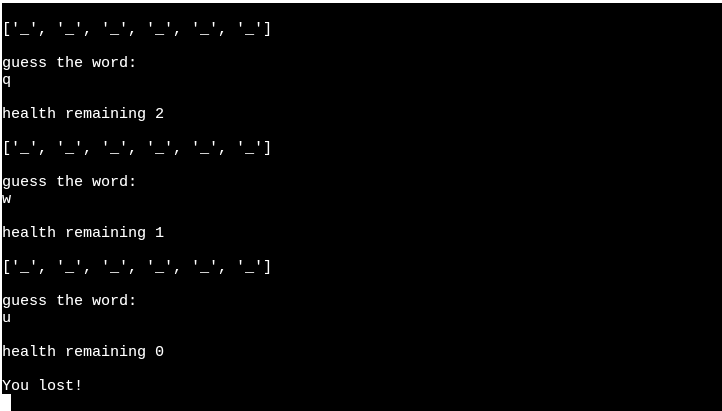 ['_', '_', '_', '_', '_', '_']
guess the word:
q
health remaining 2
['_', '_', '_', '_', '_', '_']
guess the word:
w
health remaining 1
['_', '_', '_', '_', '_', '_']
guess the word:
u
health remaining 0
You lost!